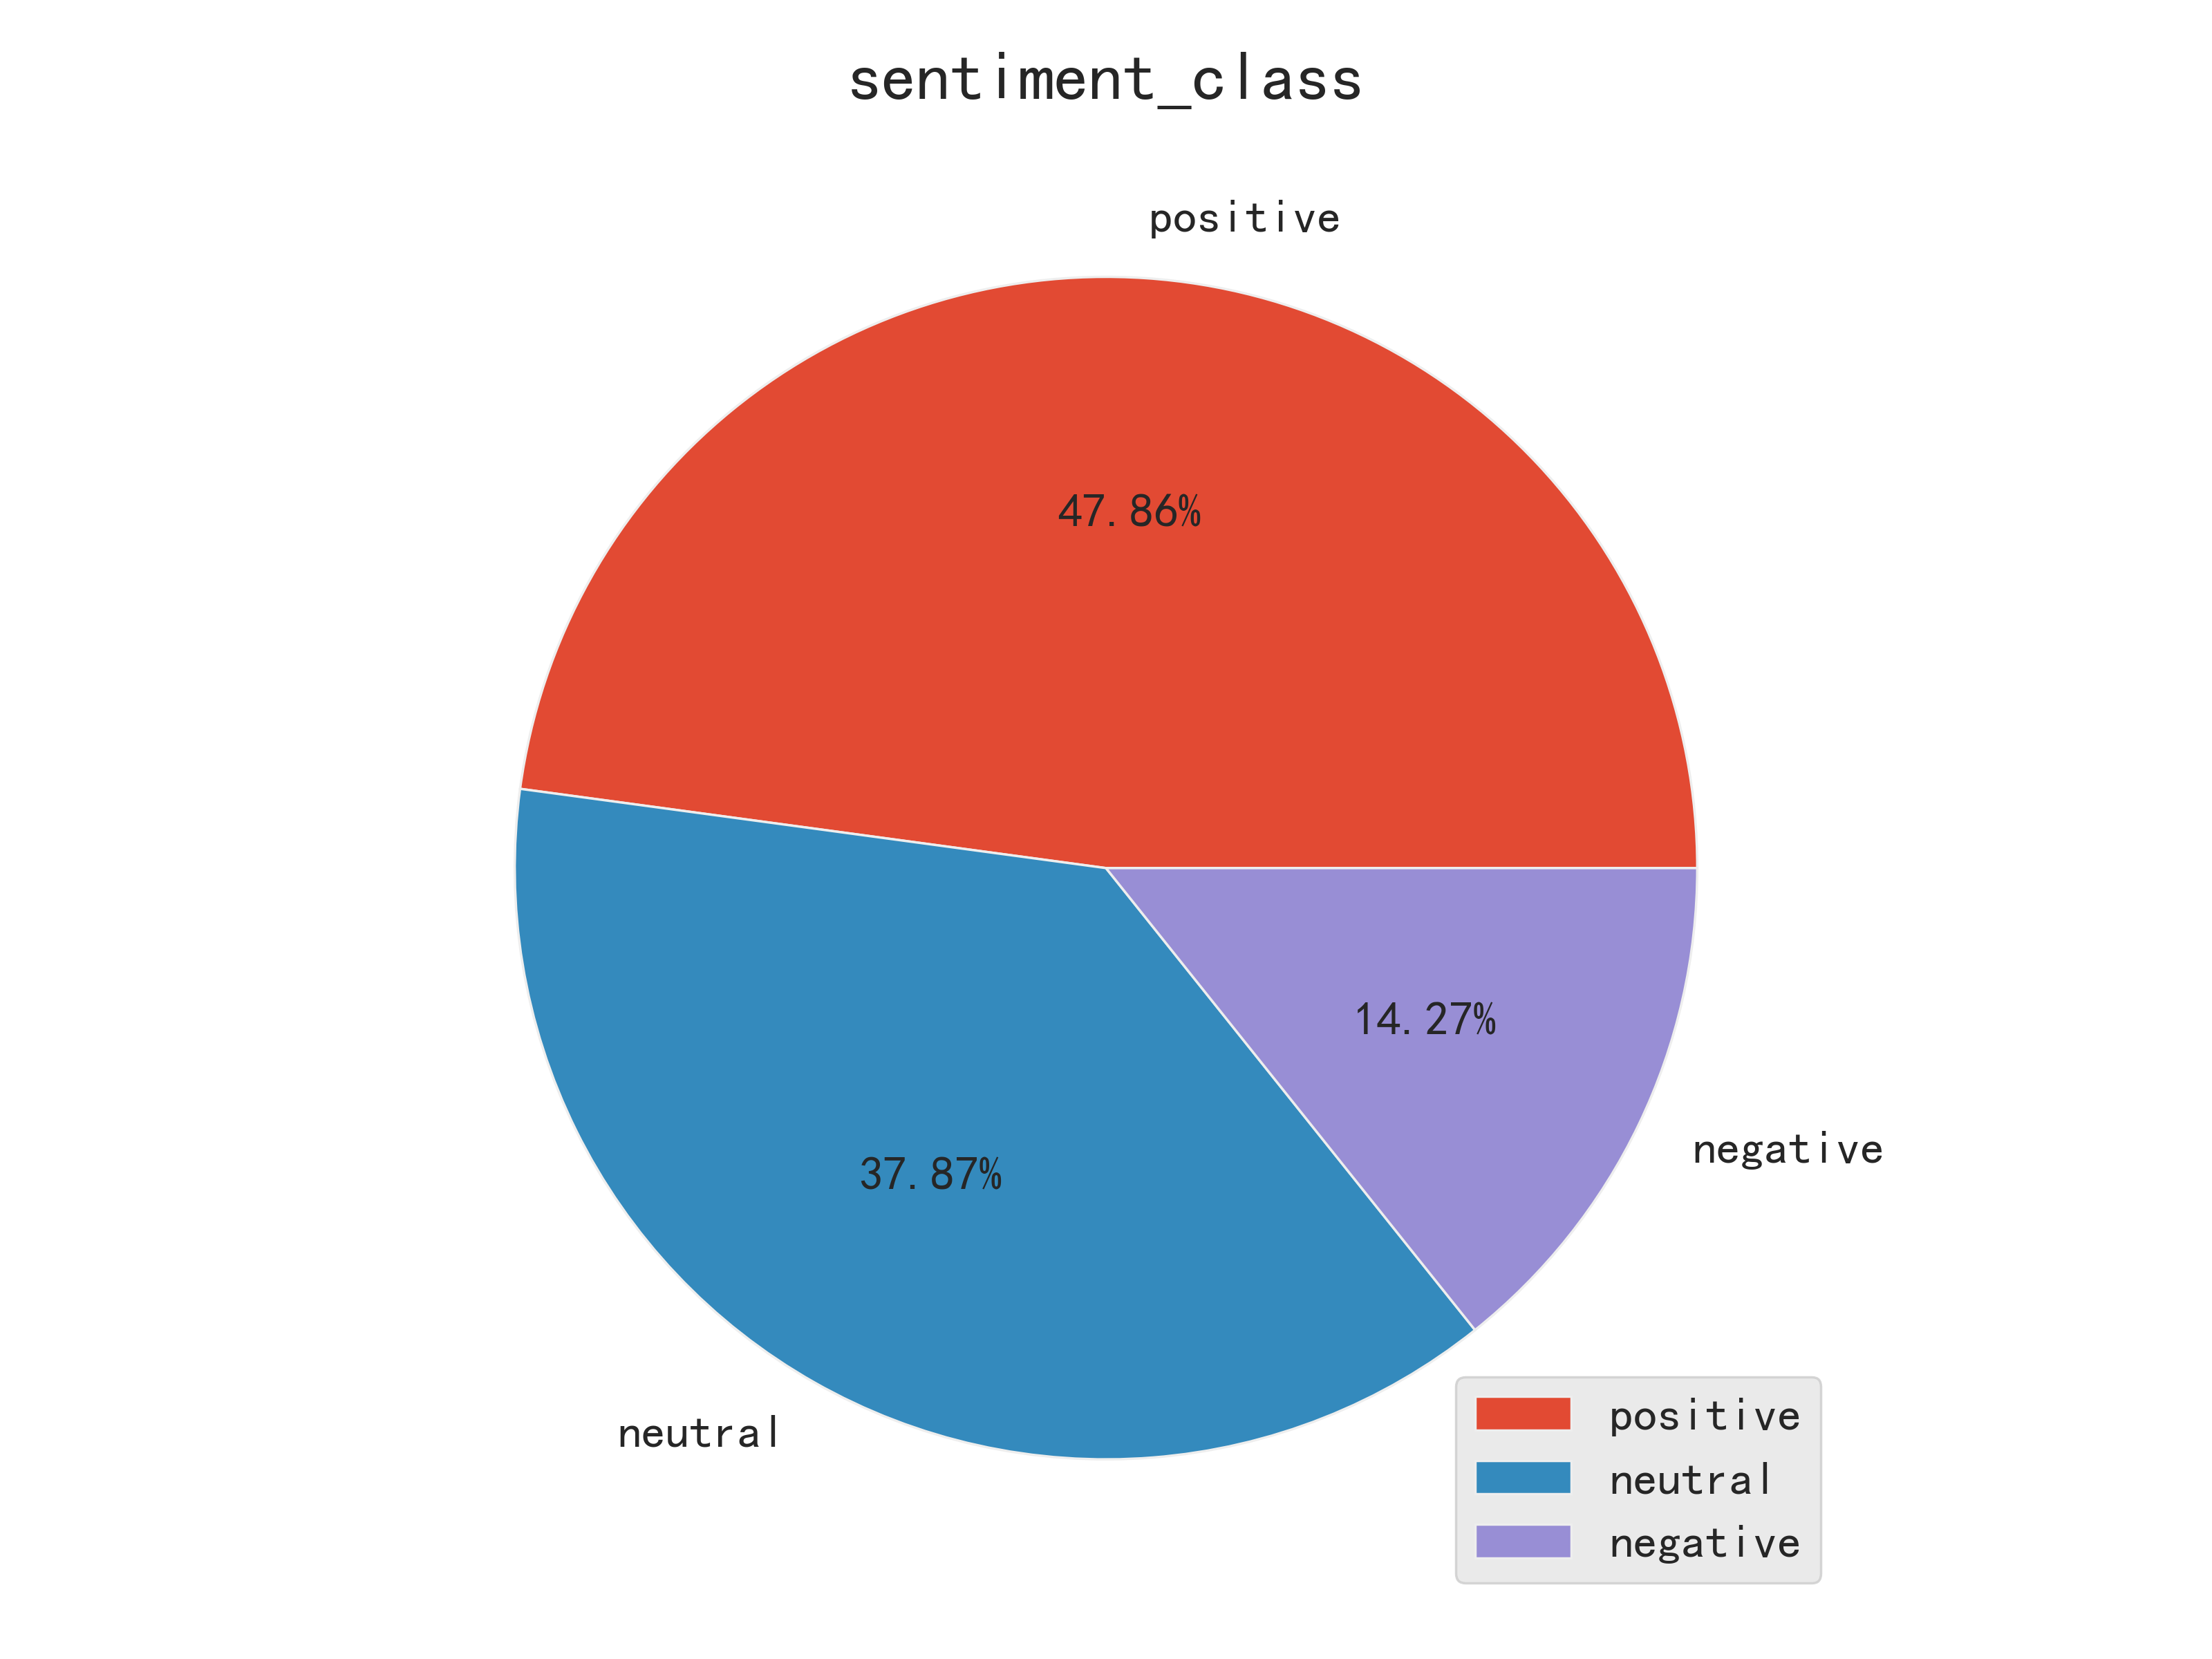 sentiment_class
positive
47.86%
14.27%
negative
37.87%
neutral
positive
neutral
negative